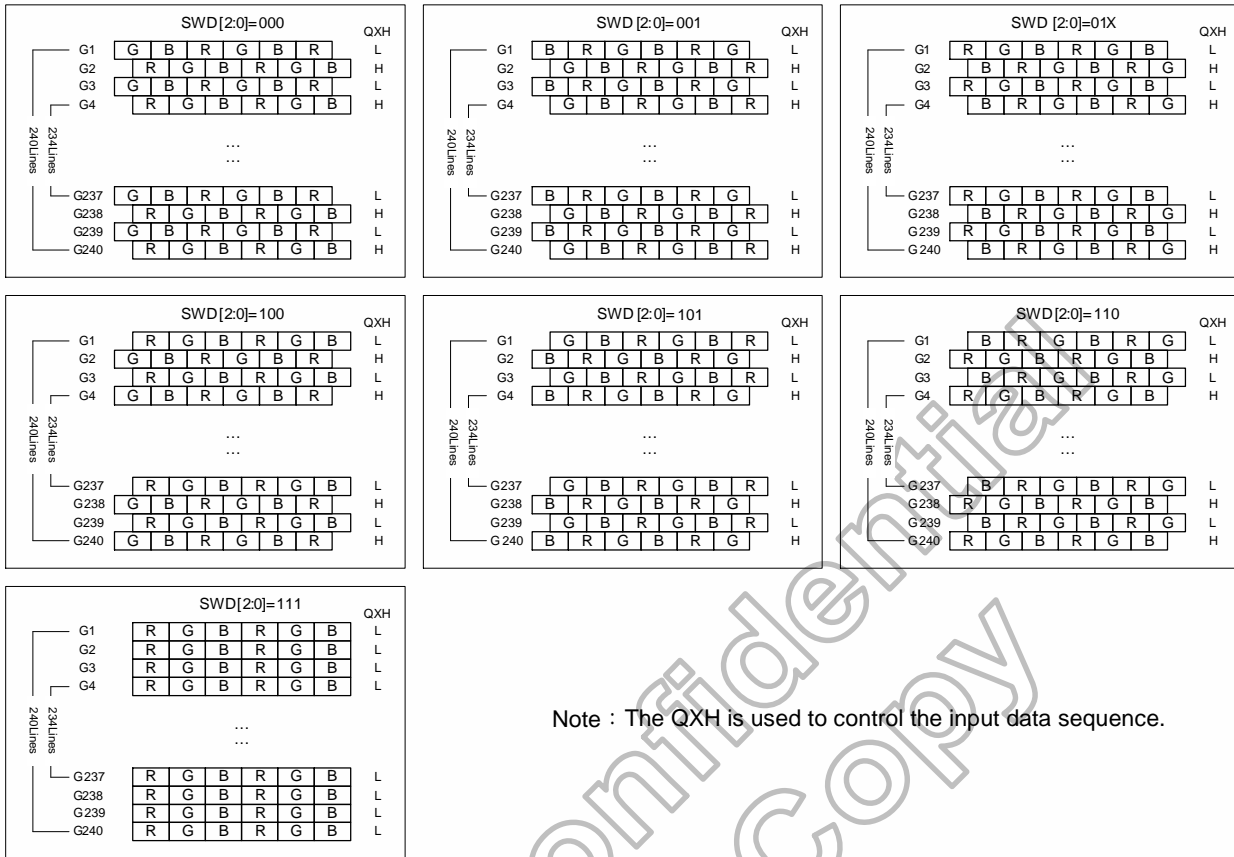 SWD[2:0]=000
QXH
G1 G B R G B R L
G2 R G B R G B H
G3 G B R G B R L
G4 R G B R G B H
240Lines
234Lines
...
...
G237 G B R G B R L
G238 R G B R G B H
G239 G B R G B R L
G240 R G B R G B H
SWD[2:0]=001
QXH
G1 B R G B R G L
G2 G B R G B R H
G3 B R G B R G L
G4 G B R G B R H
240Lines
234Lines
...
...
G237 B R G B R G L
G238 G B R G B R H
G239 B R G B R G L
G240 G B R G B R H
SWD [2:0]=01X
QXH
G1 R G B R G B L
G2 B R G B R G H
G3 R G B R G B L
G4 B R G B R G H
240Lines
234Lines
...
...
G237 R G B R G B L
G238 B R G B R G H
G239 R G B R G B L
G240 B R G B R G H
SWD[2:0]=100
QXH
G1 R G B R G B L
G2 G B R G B R H
G3 R G B R G B L
G4 G B R G B R H
240Lines
234Lines
...
...
G237 R G B R G B L
G238 G B R G B R H
G239 R G B R G B L
G240 G B R G B R H
SWD[2:0]=101
QXH
G1 G B R G B R L
G2 B R G B R G H
G3 G B R G B R L
G4 B R G B R G H
240Lines
234Lines
...
...
G237 G B R G B R L
G238 B R G B R G H
G239 G B R G B R L
G240 B R G B R G H
SWD[2:0]=110
QXH
G1 B R G B R G L
G2 R G B R G B H
G3 B R G B R G L
G4 R G B R G B H
240Lines
234Lines
...
...
G237 B R G B R G L
G238 R G B R G B H
G239 B R G B R G L
G240 R G B R G B H
SWD[2:0]=111
QXH
G1 R G B R G B L
G2 R G B R G B L
G3 R G B R G B L
G4 R G B R G B L
240Lines
234Lines
...
...
G237 R G B R G B L
G238 R G B R G B L
G239 R G B R G B L
G240 R G B R G B L
Note：The QXH is used to control the input data sequence.
onfidential
Copy